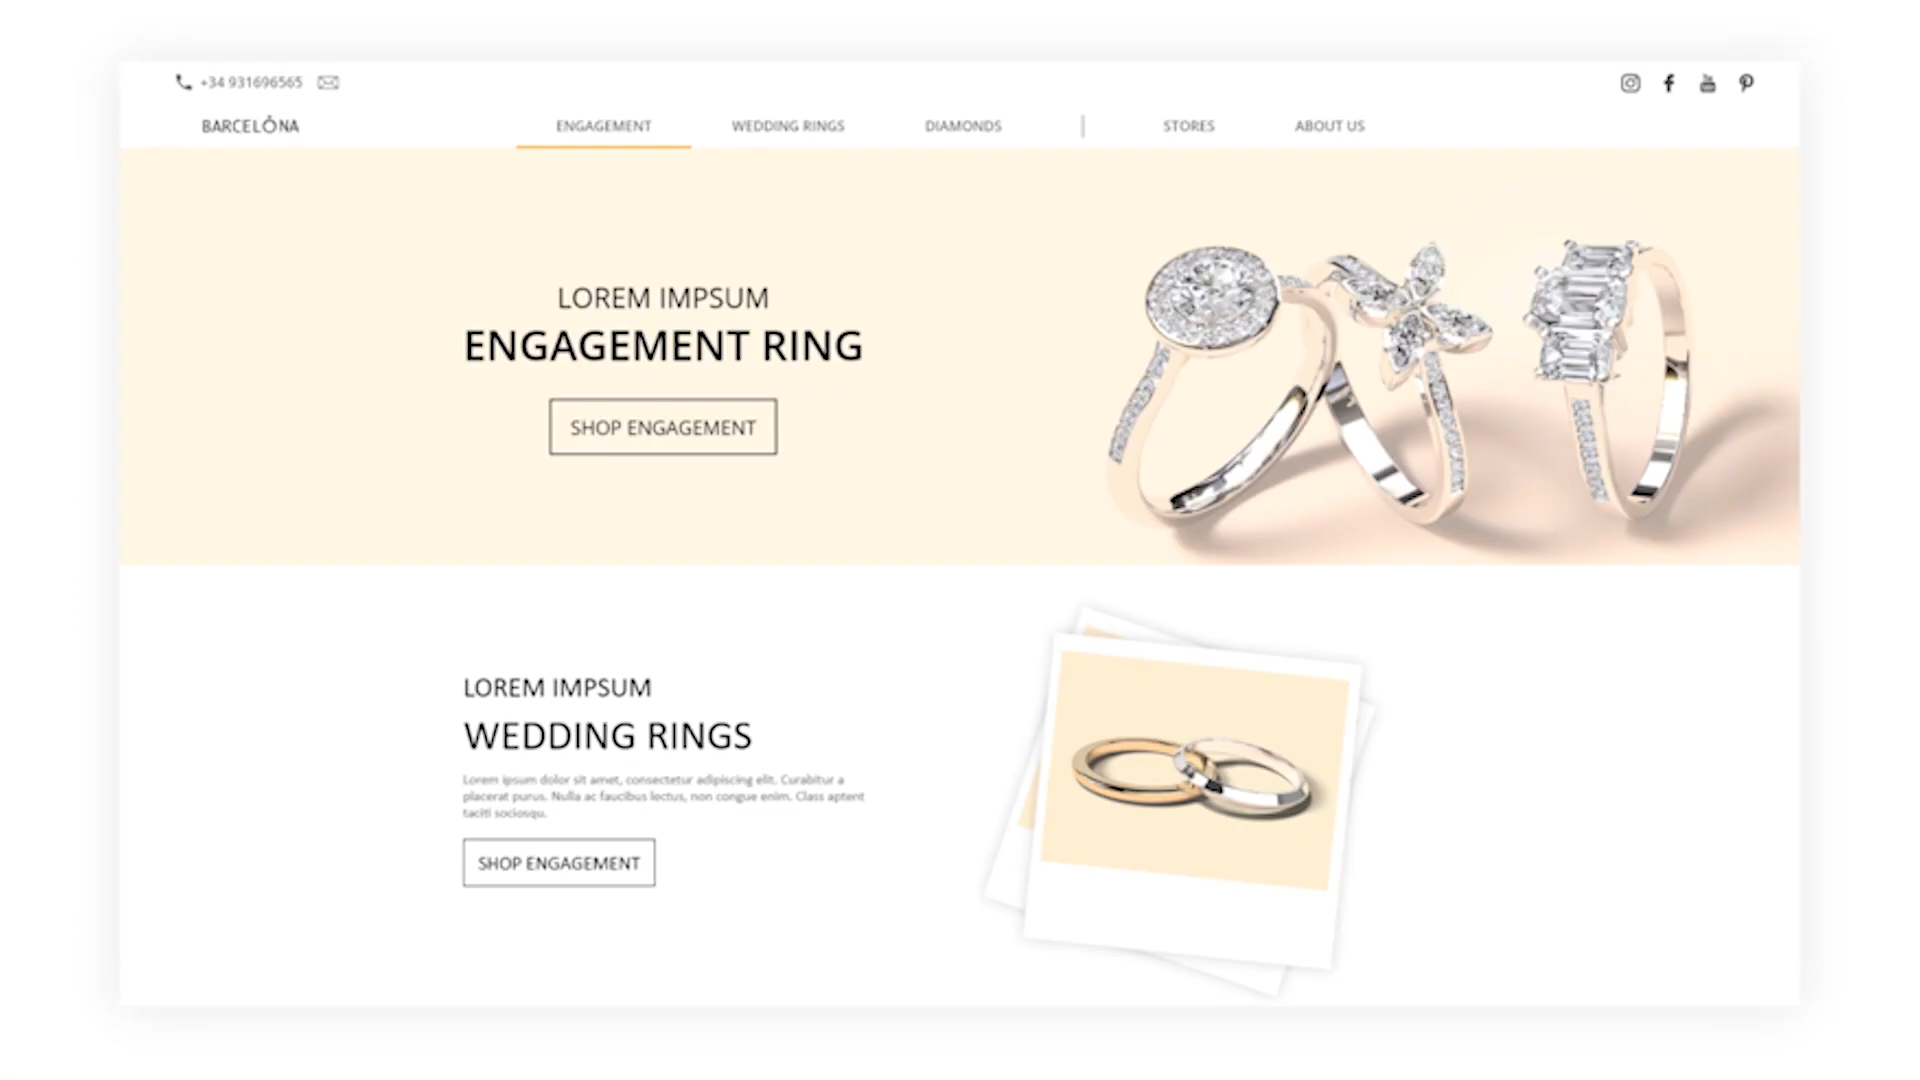 +34 931696565
BARCELONA
ENGAGEMENT
WEDDING RINGS
DIAMONDS
STORES
ABOUT US
LOREM IMPSUM
ENGAGEMENT RING
SHOP ENGAGEMENT
LOREM IMPSUM
WEDDING RINGS
Lorem ipsum dolor sit amet, consectetur adipiscing elit. Curabitur a
placerat purus. Nulla ac faucibus lectus, non congue enim. Class aptent
taciti sociosqu.
SHOP ENGAGEMENT